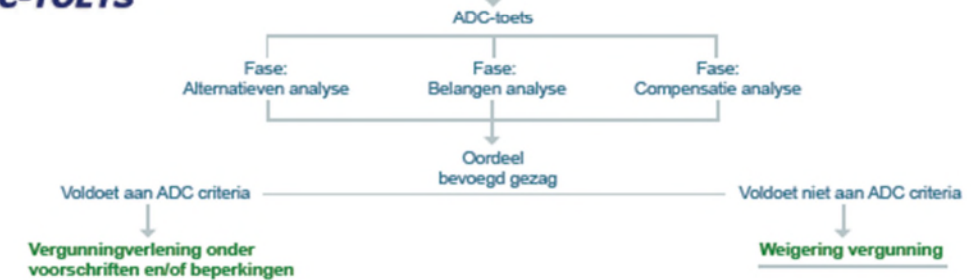 C-TOETS
ADC-toets
Fase:
Alternatieven analyse
Fase:
Belangen analyse
Fase:
Compensatie analyse
Oordeel
bevoegd gezag
Voldoet aan ADC criteria
Voldoet niet aan ADC criteria
Vergunningverlening onder
voorschriften en/of beperkingen
Weigering vergunning